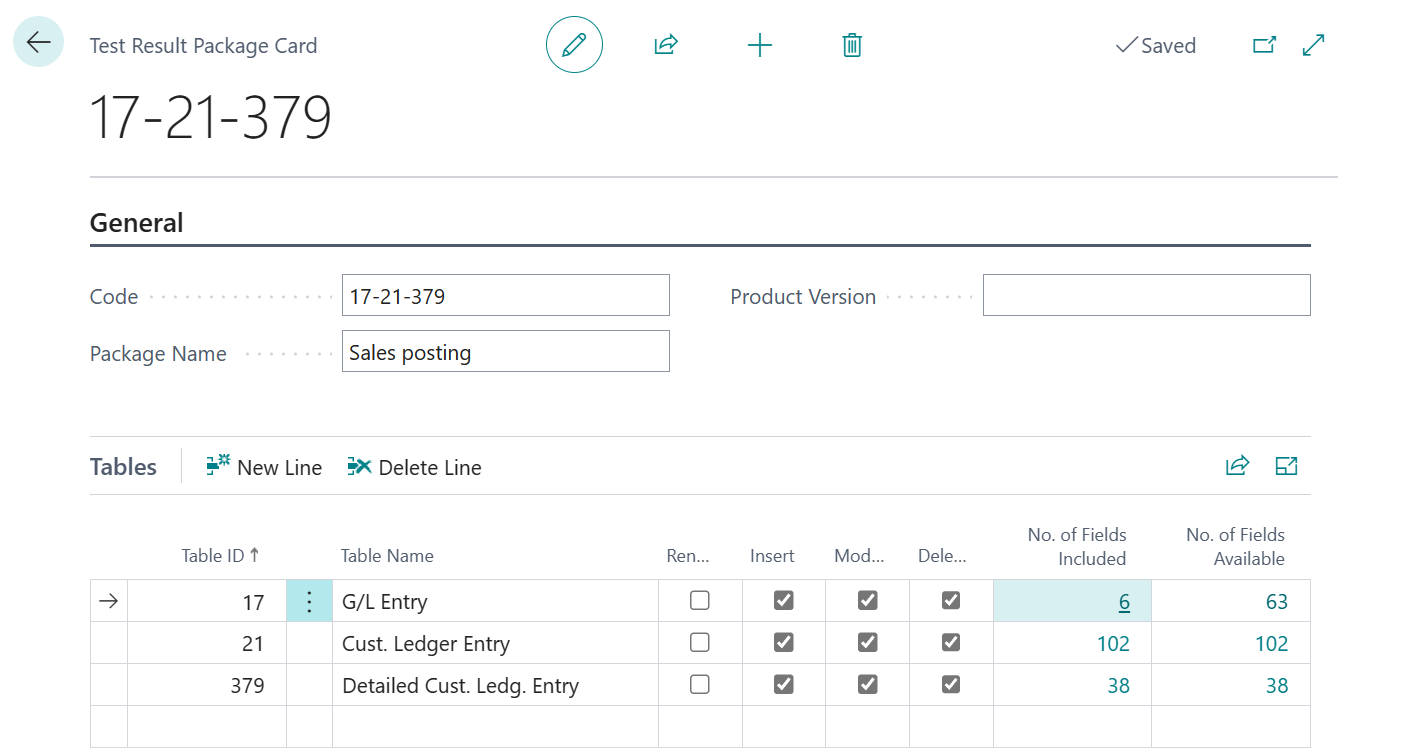 Test Result Package Card
Saved
17-21-379
General
Code
17-21-379
Product Version
Package Name
Sales posting
Tables
New Line
Delete Line
Table ID ↑ Table Name Ren... Insert Mod... Dele... No. of Fields Included No. of Fields Available
17 G/L Entry 6 63
21 Cust. Ledger Entry 102 102
379 Detailed Cust. Ledg. Entry 38 38